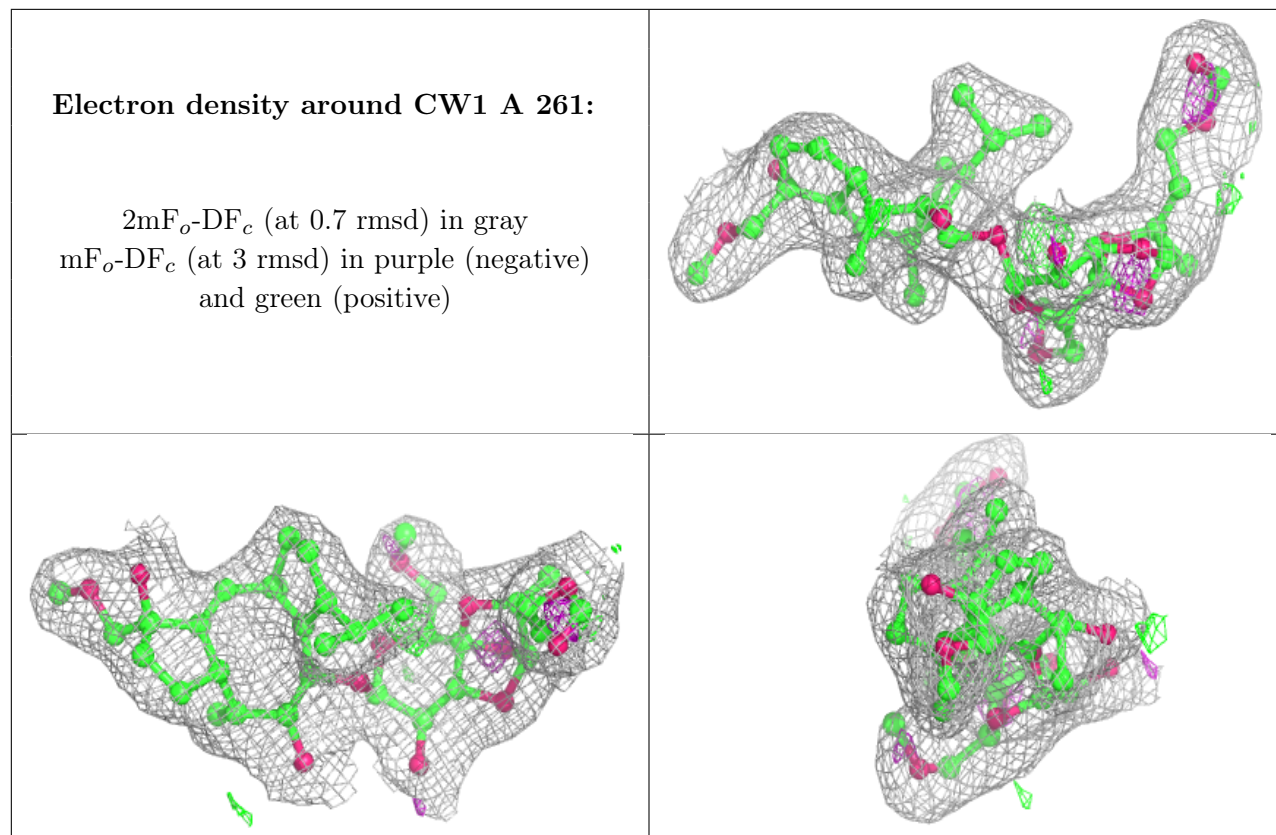 Electron density around CW1 A 261:
2mFo-DFc (at 0.7 rmsd) in gray
mFo-DFc (at 3 rmsd) in purple (negative)
and green (positive)